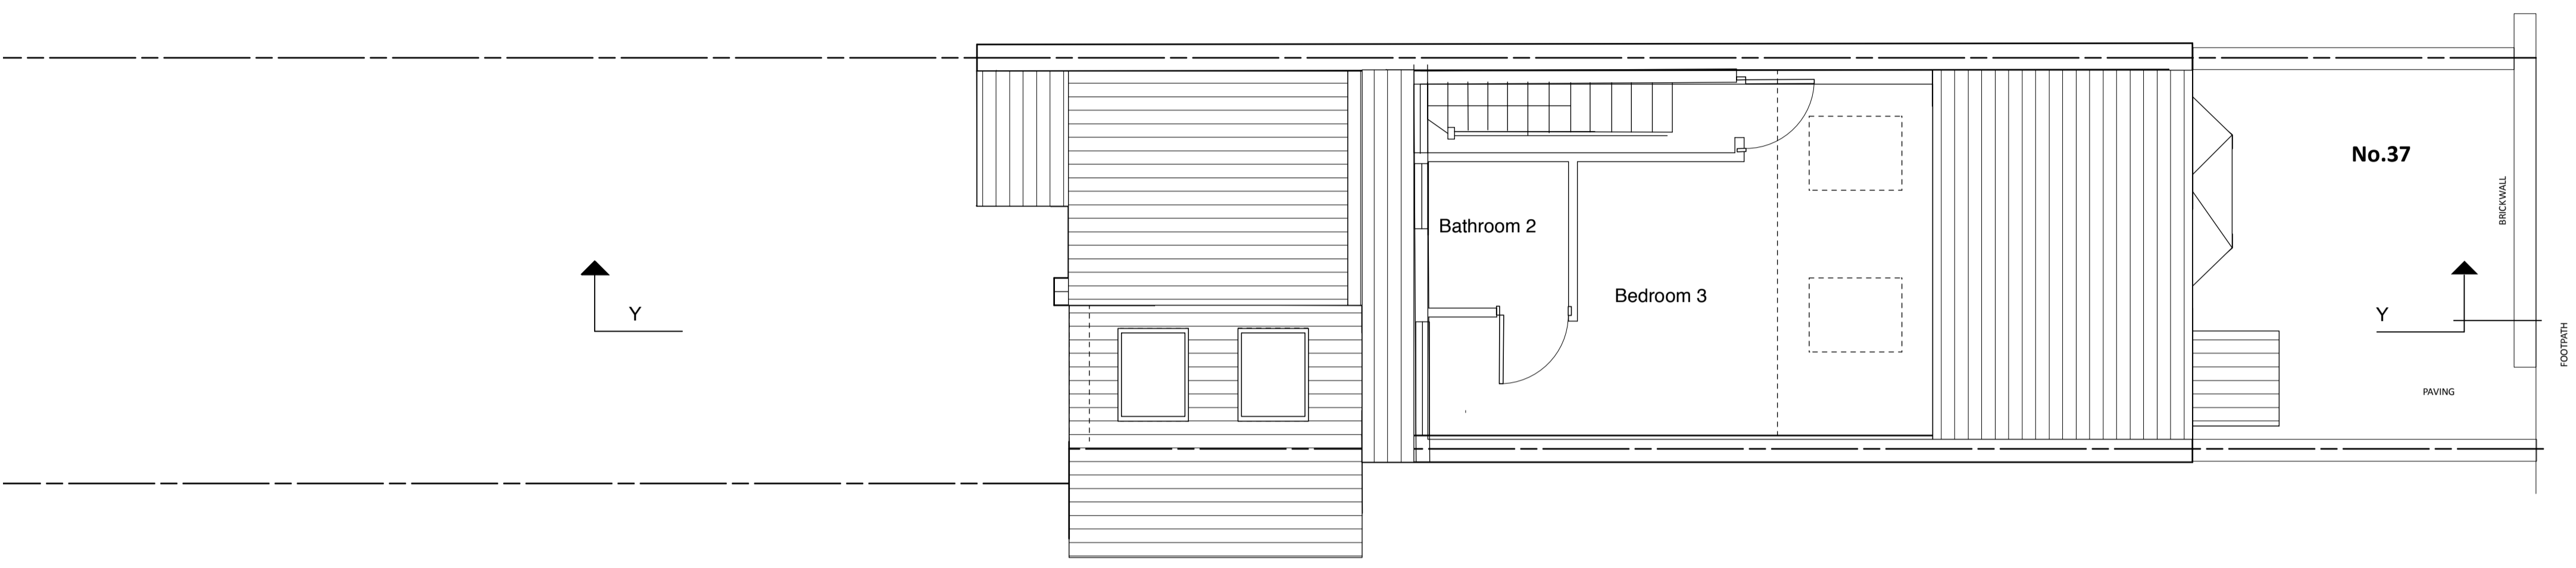 No.37
BRICKWALL
Bathroom 2
Bedroom 3
Y
Y
FOOTPATH
PAVING